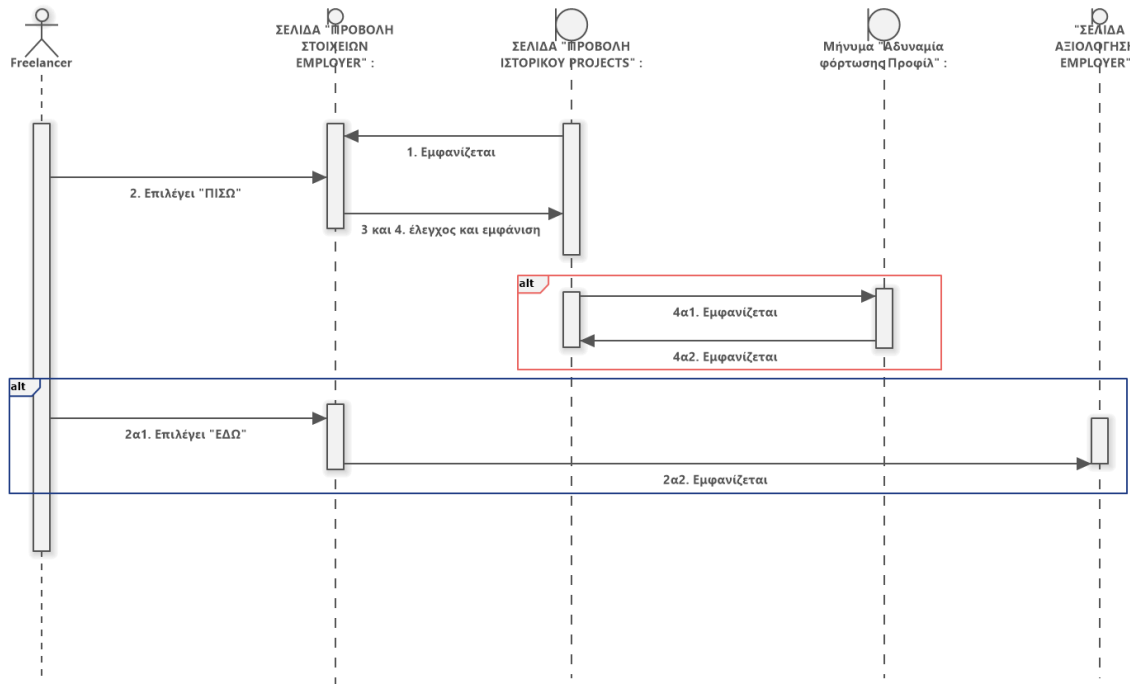 Freelancer
ΣΕΛΙΔΑ "ΠΡΟΒΟΛΗ
ΣΤΟΙΧΕΙΩΝ
EMPLOYER" :
ΣΕΛΙΔΑ "ΠΡΟΒΟΛΗ
ΙΣΤΟΡΙΚΟΥ PROJECTS" :
Μήνυμα "Αδυναμία
φόρτωσης Προφίλ" :
"ΣΕΛΙΔΑ
ΑΞΙΟΛΟΓΗΣΗ
EMPLOYER"
1. Εμφανίζεται
2. Επιλέγει "ΠΙΣΩ"
3 και 4. έλεγχος και εμφάνιση
alt
4α1. Εμφανίζεται
4α2. Εμφανίζεται
alt
2α1. Επιλέγει "ΕΔΩ"
2α2. Εμφανίζεται